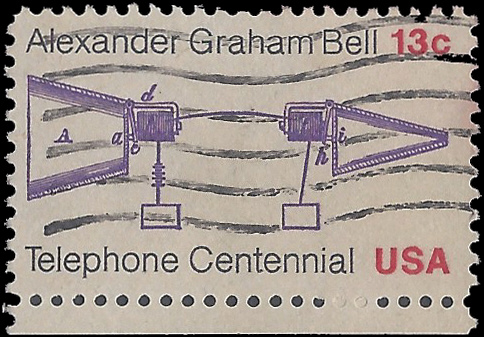 Alexander Graham Bell 13c
d
A a c h i
Telephone Centennial USA